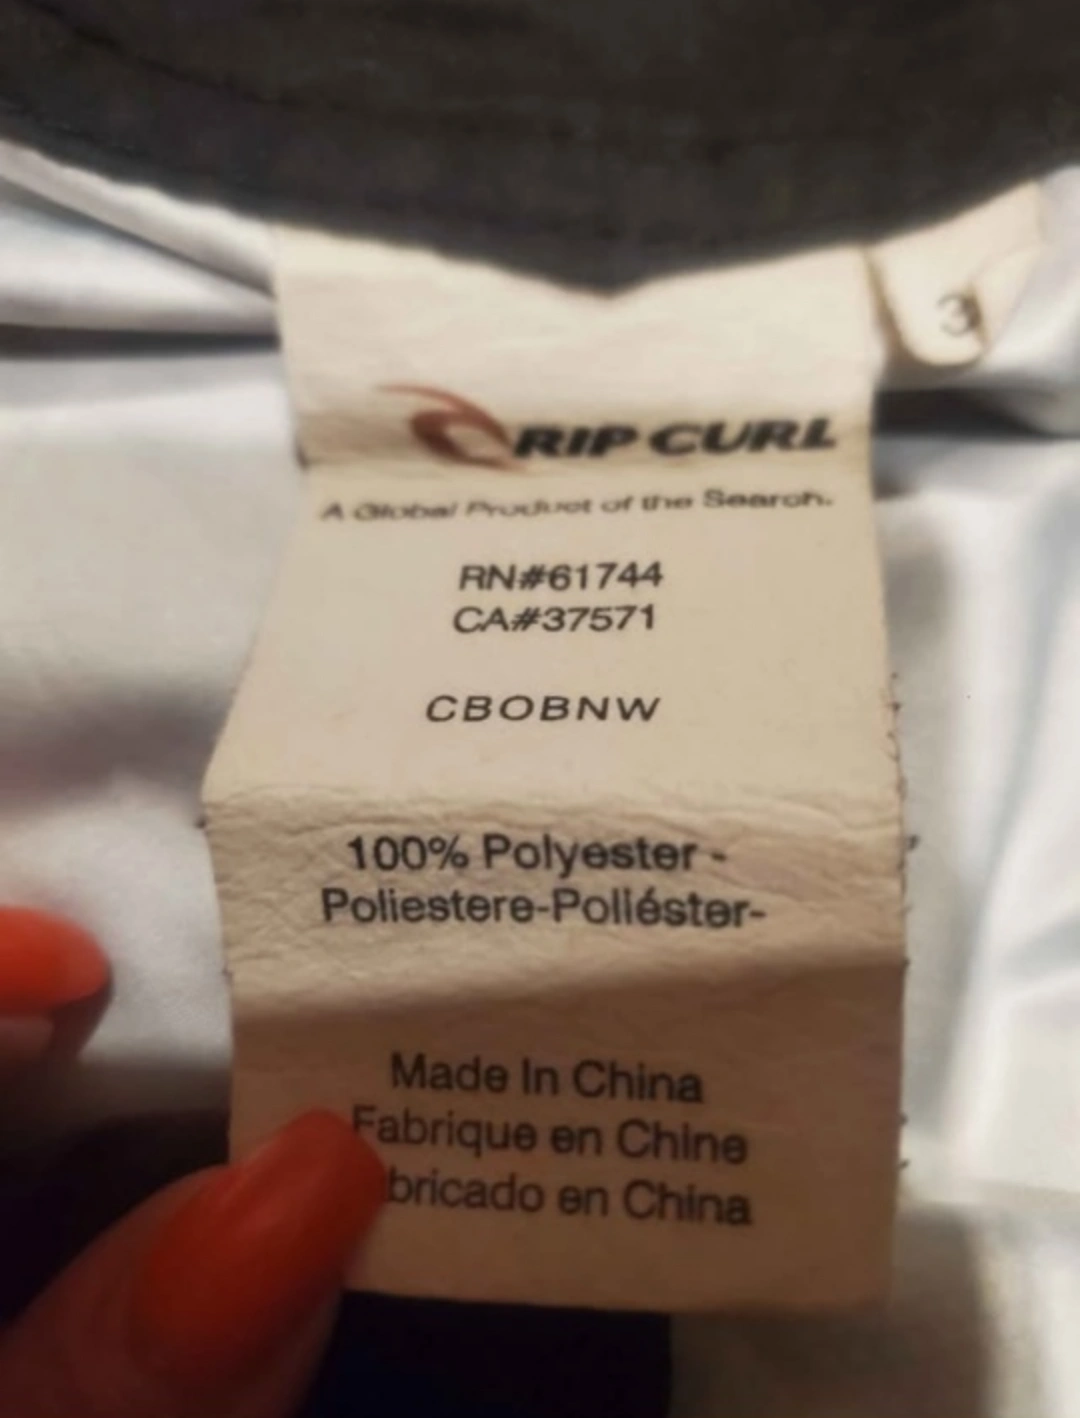 RIP CURL
A Global Product of the Search.
RN#61744
CA#37571
CBOBNW
100% Polyester -
Poliestere-Poliéster-
Made In China
Fabrique en Chine
bricado en China
3